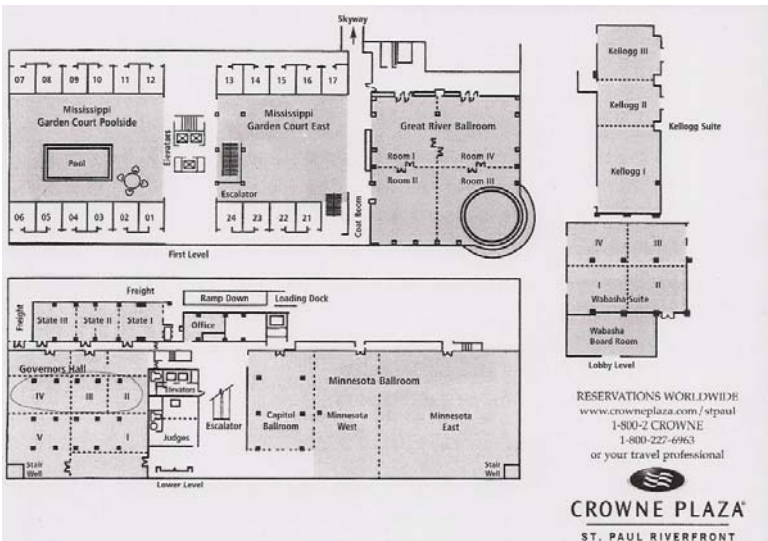 Skyway
07 08 09 10 11 12
13 14 15 16 17
Mississippi
Garden Court Poolside
Pool
Elevators
Mississippi
Garden Court East
Escalator
Coat Room
Great River Ballroom
Room I
Room IV
Room II
Room III
06 05 04 03 02 01
24 23 22 21
First Level
Kellogg III
Kellogg II
Kellogg Suite
Kellogg I
IV
III
I
II
Wabasha Suite
Wabasha
Board Room
Lobby Level
Freight
Freight
Ramp Down
Loading Dock
State III
State II
State I
Office
Governors Hall
IV
III
II
V
I
Elevators
Judges
Escalator
Minnesota Ballroom
Capitol
Ballroom
Minnesota
West
Minnesota
East
Stair
Well
Stair
Well
Lower Level
RESERVATIONS WORLDWIDE
www.crowneplaza.com/stpaul
1-800-2 CROWNE
1-800-227-6963
or your travel professional
CROWNE PLAZA®
ST. PAUL RIVERFRONT